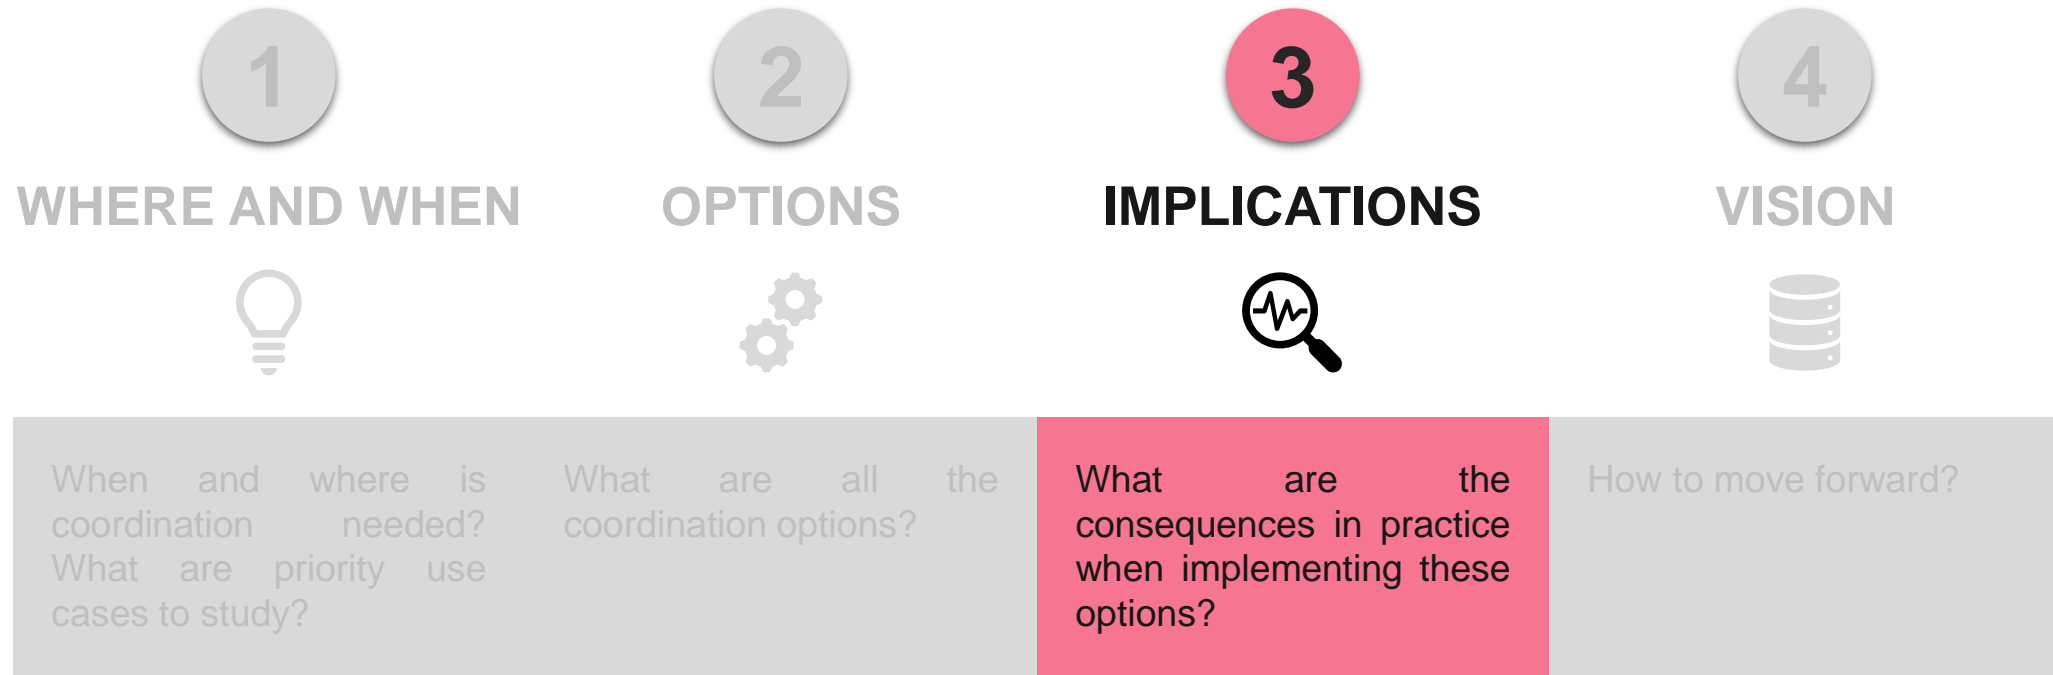 1
WHERE AND WHEN
When and where is
coordination needed?
What are priority use
cases to study?
2
OPTIONS
What are all the
coordination options?
3
IMPLICATIONS
What are the
consequences in practice
when implementing these
options?
4
VISION
How to move forward?